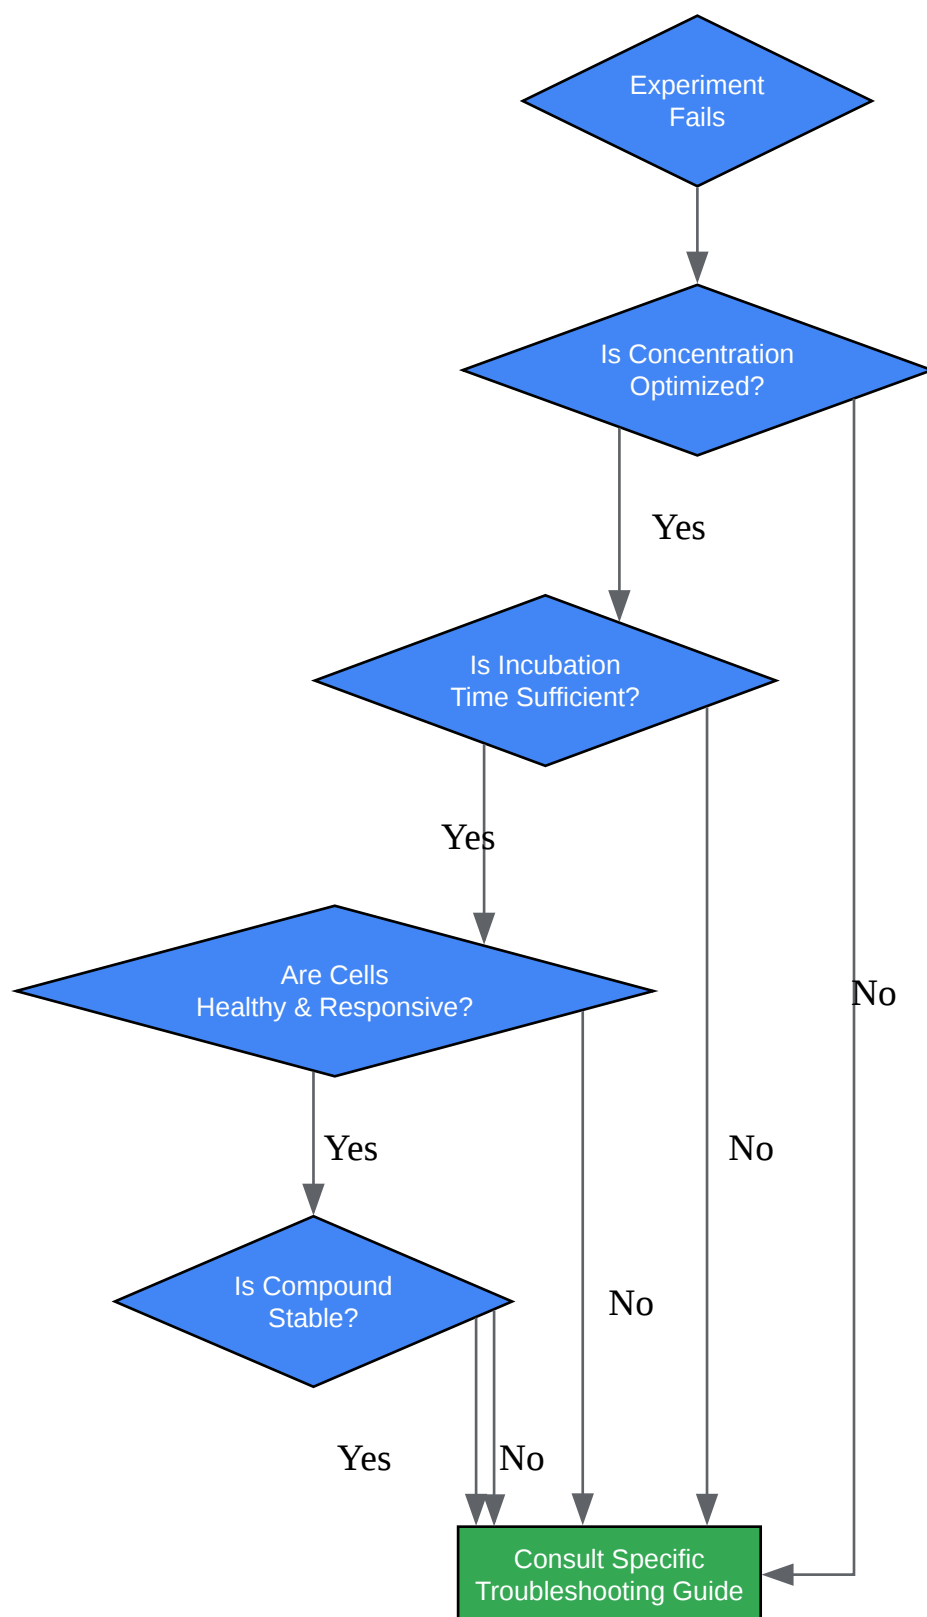 Experiment
Fails
Is Concentration
Optimized?
Yes
Is Incubation
Time Sufficient?
Yes
Are Cells
Healthy & Responsive?
No
Yes
No
Is Compound
Stable?
No
Yes
No
Consult Specific
Troubleshooting Guide